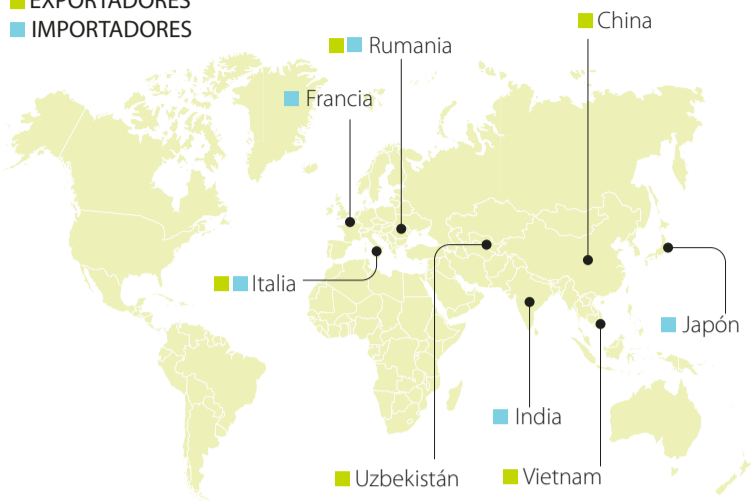 EXPORTADORES
IMPORTADORES
China
Rumania
Francia
Italia
Japón
India
Uzbekistán
Vietnam